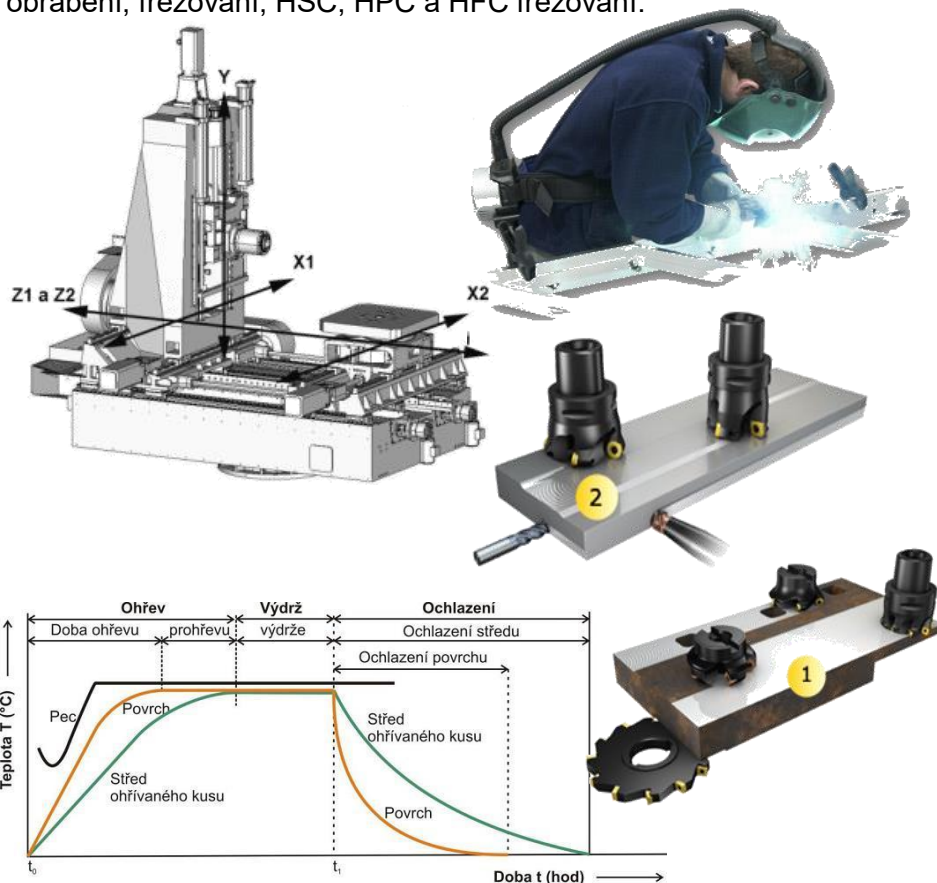 obrábění, frézování, HSC, HPC a HFC frézování.
Y
X1
Z1 a Z2
X2
2
1
Ohřev Výdrž Ochlazení
Doba ohřevu prohřevu výdrže Ochlazení středu
Ochlazení povrchu
Teplota T (°C)
Pec
Povrch
Střed
ohřívaného kusu
Střed
ohřívaného kusu
Povrch
t₀
t₁
Doba t (hod)